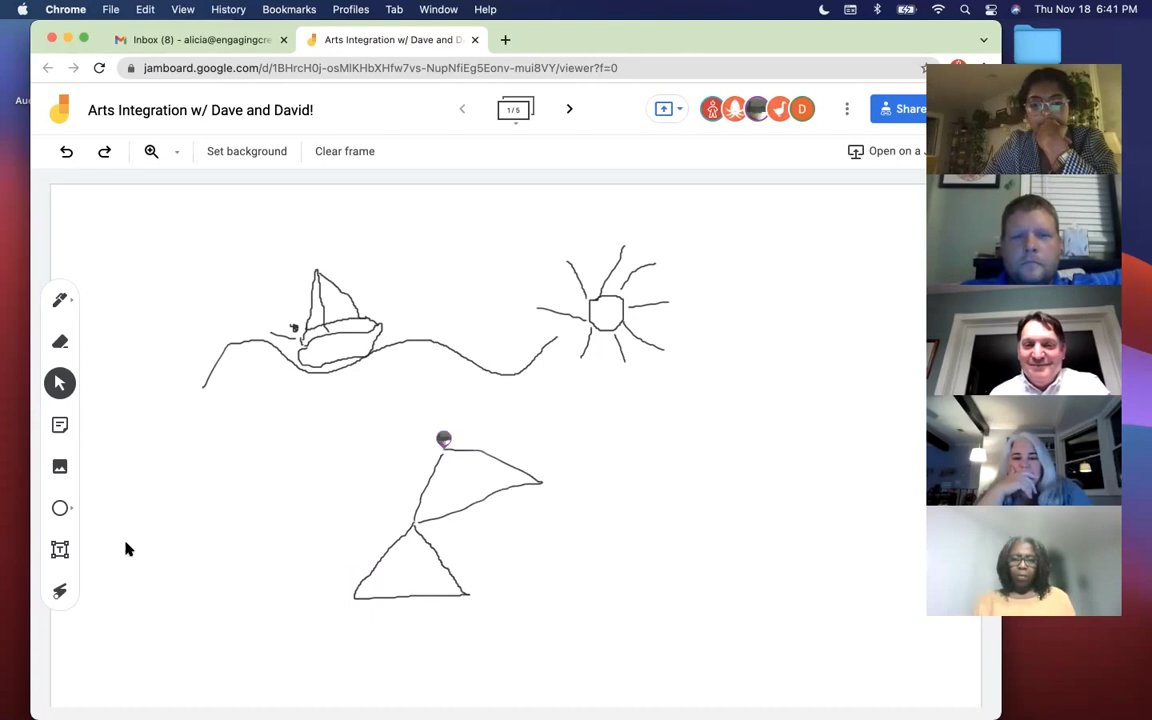 Chrome File Edit View History Bookmarks Profiles Tab Window Help Thu Nov 18 6:41 PM
Inbox (8) - alicia@engagingcre
Arts Integration w/ Dave and D
jamboard.google.com/d/1BHrcH0j-osMlKHbXHfw7vs-NupNfiEg5Eonv-mui8VY/viewer?f=0
Arts Integration w/ Dave and David! 1/5 D Share
Set background Clear frame Open on a J